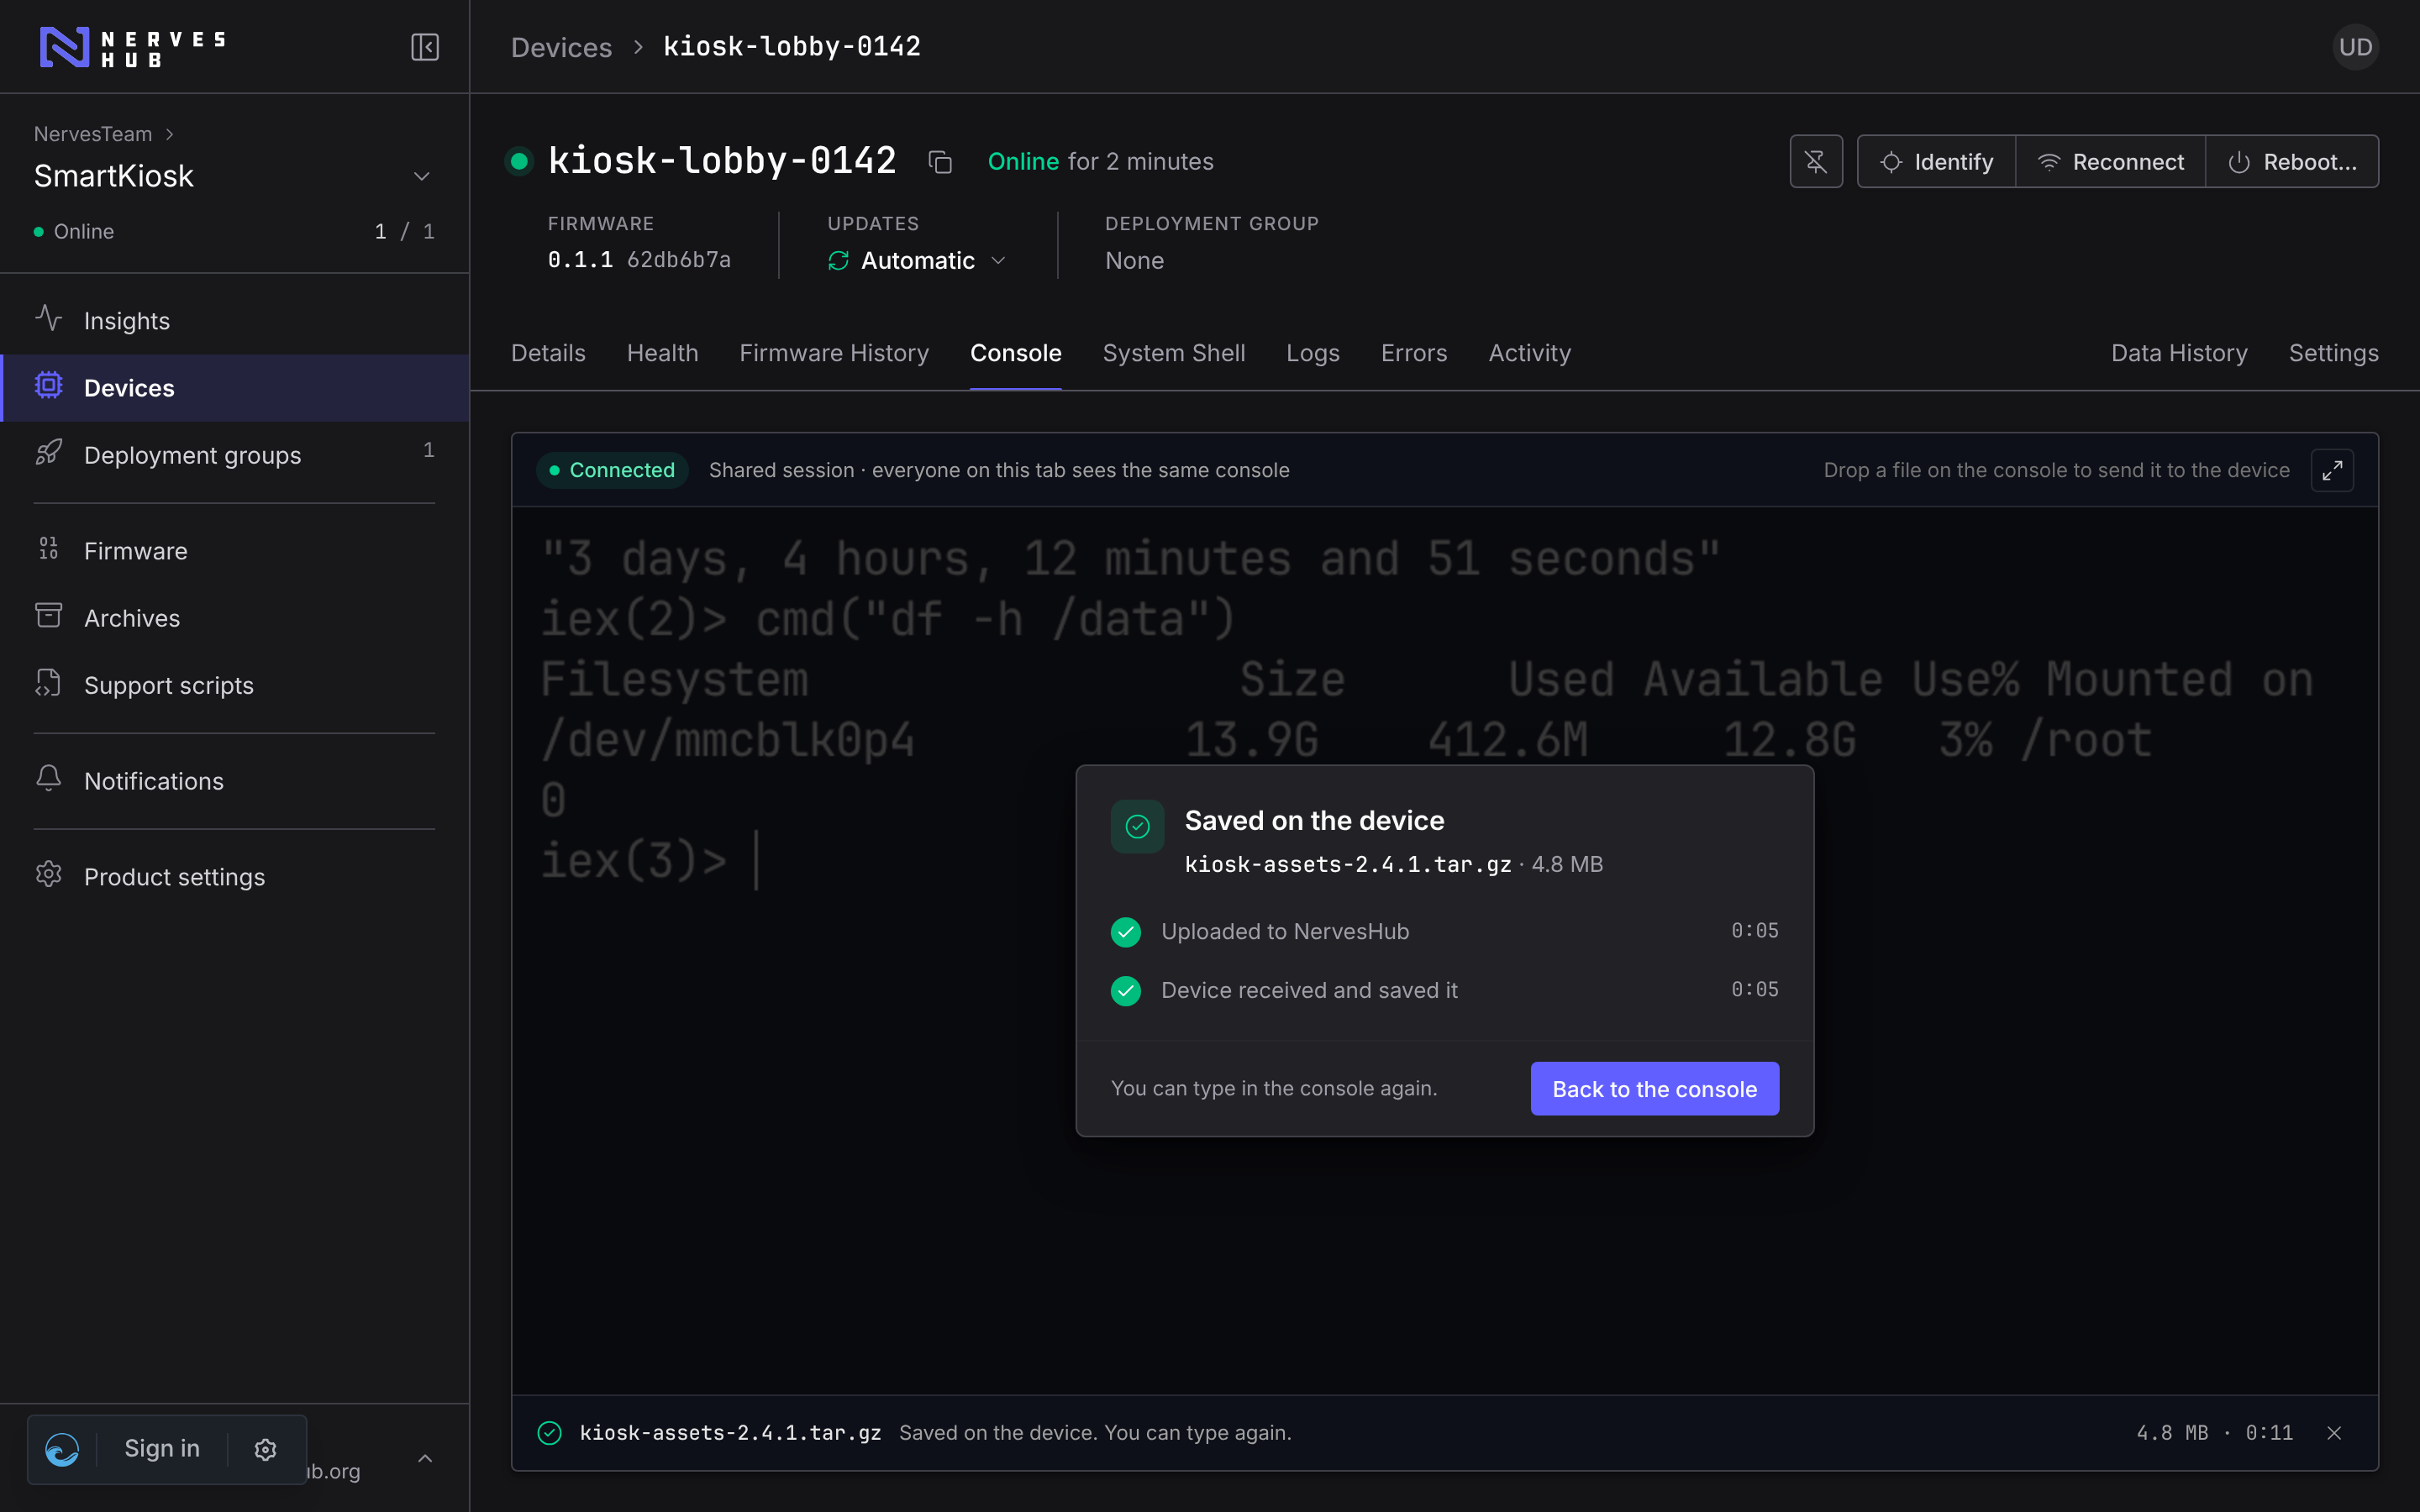 NERVES
HUB
Devices > kiosk-lobby-0142
UD
NervesTeam >
SmartKiosk
Online 1 / 1
Insights
Devices
Deployment groups 1
Firmware
Archives
Support scripts
Notifications
Product settings
Sign in
ub.org
kiosk-lobby-0142 Online for 2 minutes
Identify Reconnect Reboot...
FIRMWARE UPDATES DEPLOYMENT GROUP
0.1.1 62db6b7a Automatic None
Details Health Firmware History Console System Shell Logs Errors Activity Data History Settings
Connected Shared session · everyone on this tab sees the same console Drop a file on the console to send it to the device
"3 days, 4 hours, 12 minutes and 51 seconds"
iex(2)> cmd("df -h /data")
Filesystem Size Used Available Use% Mounted on
/dev/mmcblk0p4 13.9G 412.6M 12.8G 3% /root
0
iex(3)>
Saved on the device
kiosk-assets-2.4.1.tar.gz · 4.8 MB
Uploaded to NervesHub 0:05
Device received and saved it 0:05
You can type in the console again. Back to the console
kiosk-assets-2.4.1.tar.gz Saved on the device. You can type again. 4.8 MB · 0:11